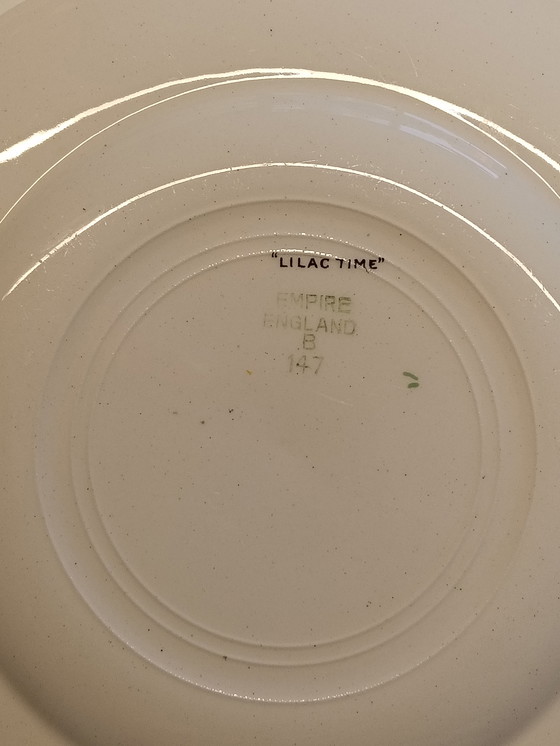 "LILAC TIME"
EMPIRE
ENGLAND
B
147